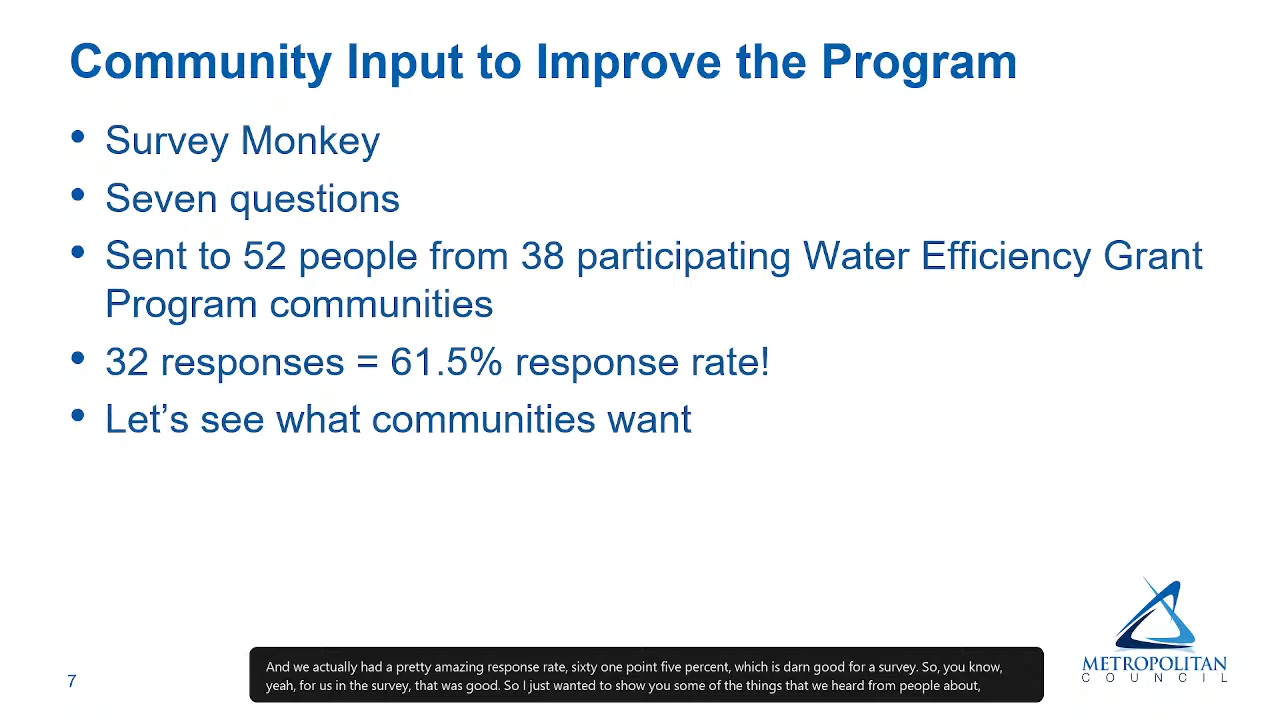 Community Input to Improve the Program
• Survey Monkey
• Seven questions
• Sent to 52 people from 38 participating Water Efficiency Grant
Program communities
• 32 responses = 61.5% response rate!
• Let’s see what communities want
METROPOLITAN
COUNCIL
7
And we actually had a pretty amazing response rate, sixty one point five percent, which is darn good for a survey. So, you know,
yeah, for us in the survey, that was good. So I just wanted to show you some of the things that we heard from people about,